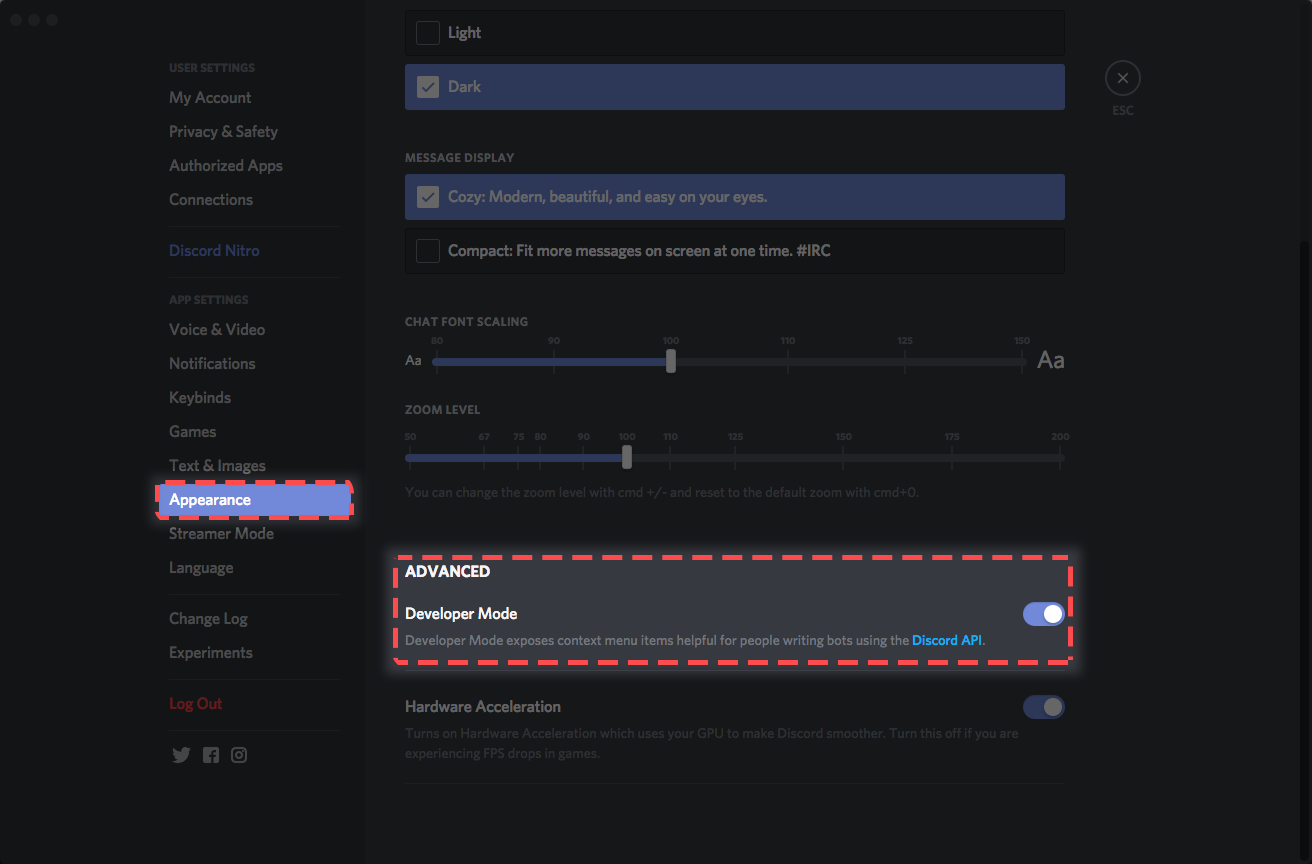 USER SETTINGS
My Account
Privacy & Safety
Authorized Apps
Connections
Discord Nitro
APP SETTINGS
Voice & Video
Notifications
Keybinds
Games
Text & Images
Appearance
Streamer Mode
Language
Change Log
Experiments
Log Out
Light
Dark
MESSAGE DISPLAY
Cozy: Modern, beautiful, and easy on your eyes.
Compact: Fit more messages on screen at one time. #IRC
CHAT FONT SCALING
80 90 100 110 125 150
Aa Aa
ZOOM LEVEL
50 67 75 80 90 100 110 125 150 175 200
You can change the zoom level with cmd +/- and reset to the default zoom with cmd+0.
ADVANCED
Developer Mode
Developer Mode exposes context menu items helpful for people writing bots using the Discord API.
Hardware Acceleration
Turns on Hardware Acceleration which uses your GPU to make Discord smoother. Turn this off if you are
experiencing FPS drops in games.
ESC